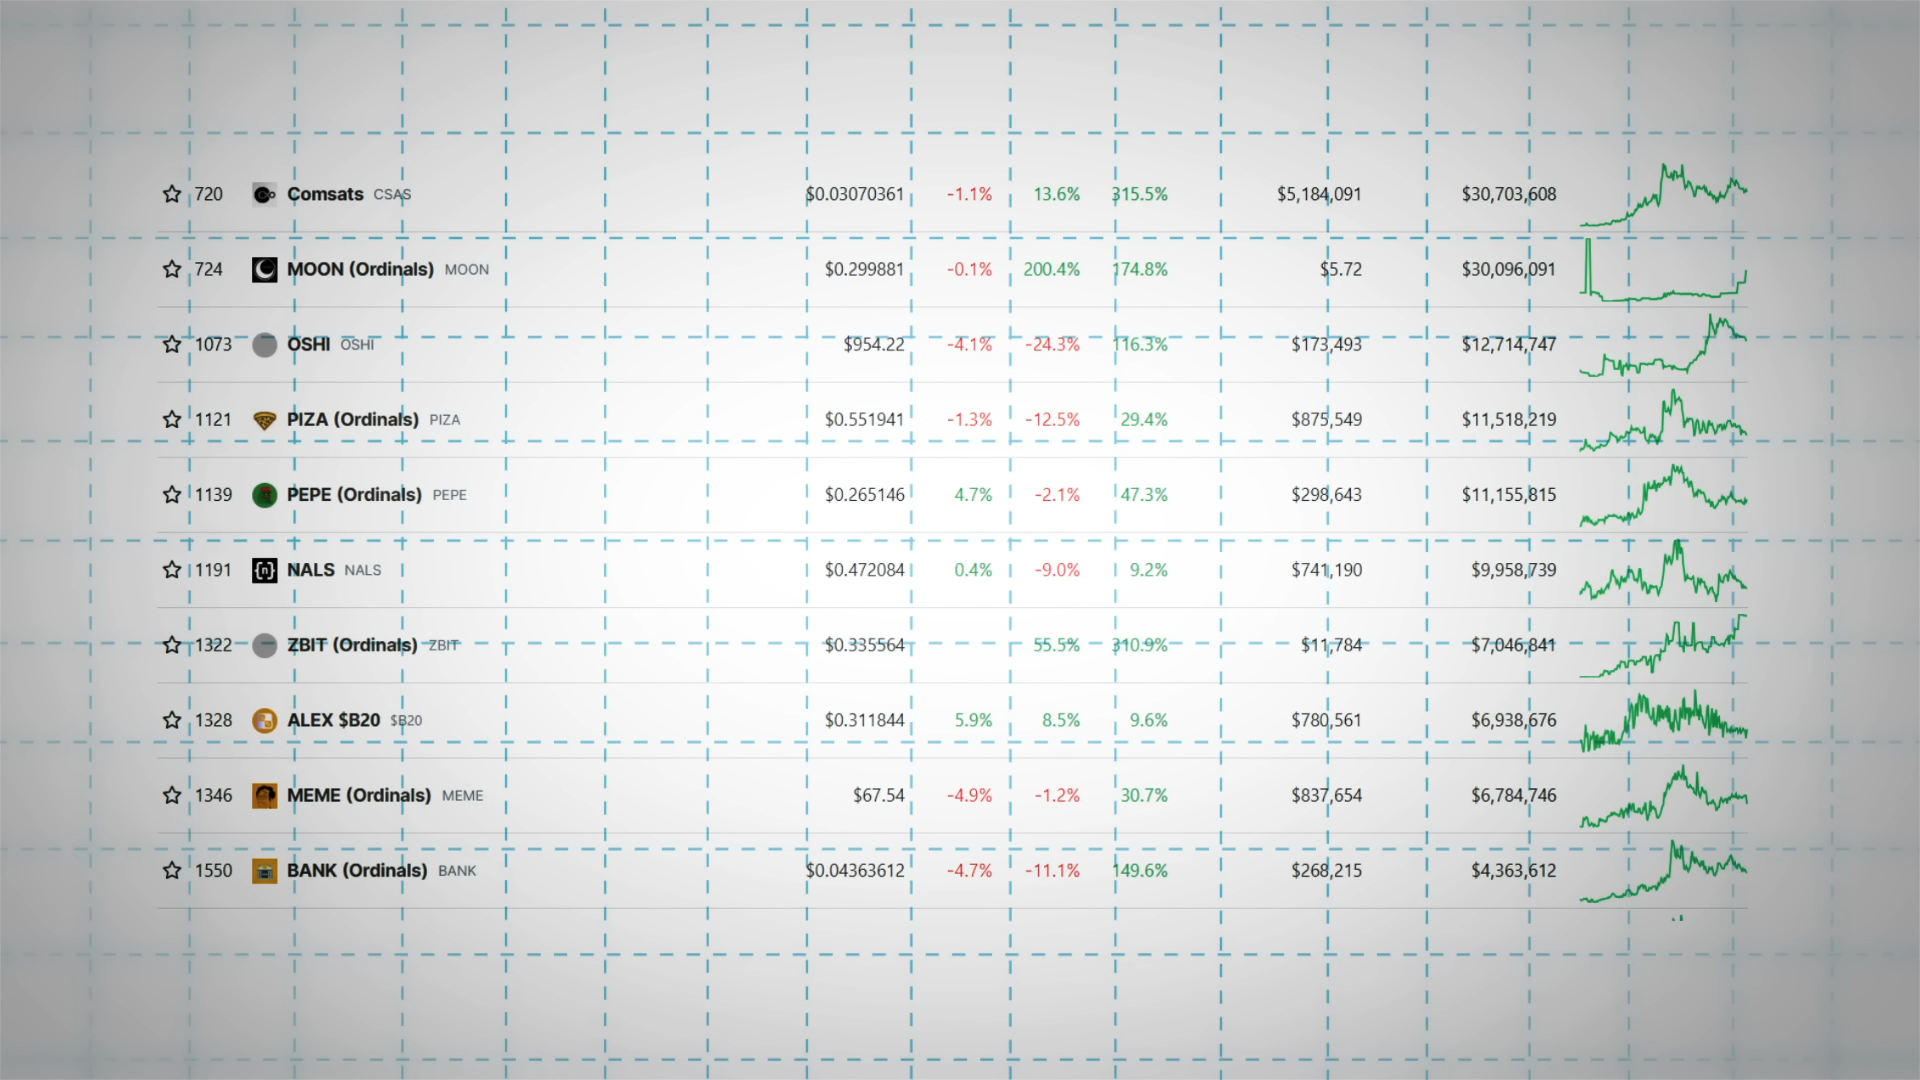 720 Comsats CSAS $0.03070361 -1.1% 13.6% 315.5% $5,184,091 $30,703,608
724 MOON (Ordinals) MOON $0.299881 -0.1% 200.4% 174.8% $5.72 $30,096,091
1073 OSHI OSHI $954.22 -4.1% -24.3% 116.3% $173,493 $12,714,747
1121 PIZA (Ordinals) PIZA $0.551941 -1.3% -12.5% 29.4% $875,549 $11,518,219
1139 PEPE (Ordinals) PEPE $0.265146 4.7% -2.1% 47.3% $298,643 $11,155,815
1191 NALS NALS $0.472084 0.4% -9.0% 9.2% $741,190 $9,958,739
1322 ZBIT (Ordinals) ZBIT $0.335564 55.5% 310.9% $11,784 $7,046,841
1328 ALEX $B20 $B20 $0.311844 5.9% 8.5% 9.6% $780,561 $6,938,676
1346 MEME (Ordinals) MEME $67.54 -4.9% -1.2% 30.7% $837,654 $6,784,746
1550 BANK (Ordinals) BANK $0.04363612 -4.7% -11.1% 149.6% $268,215 $4,363,612